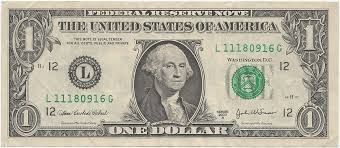 FEDERAL RESERVE NOTE
THE UNITED STATES OF AMERICA
THIS NOTE IS LEGAL TENDER
FOR ALL DEBTS, PUBLIC AND PRIVATE
L 11180916 G
WASHINGTON, D.C.
12
12
L
L 11180916 G
12
12
ONE DOLLAR
1
1
1
1